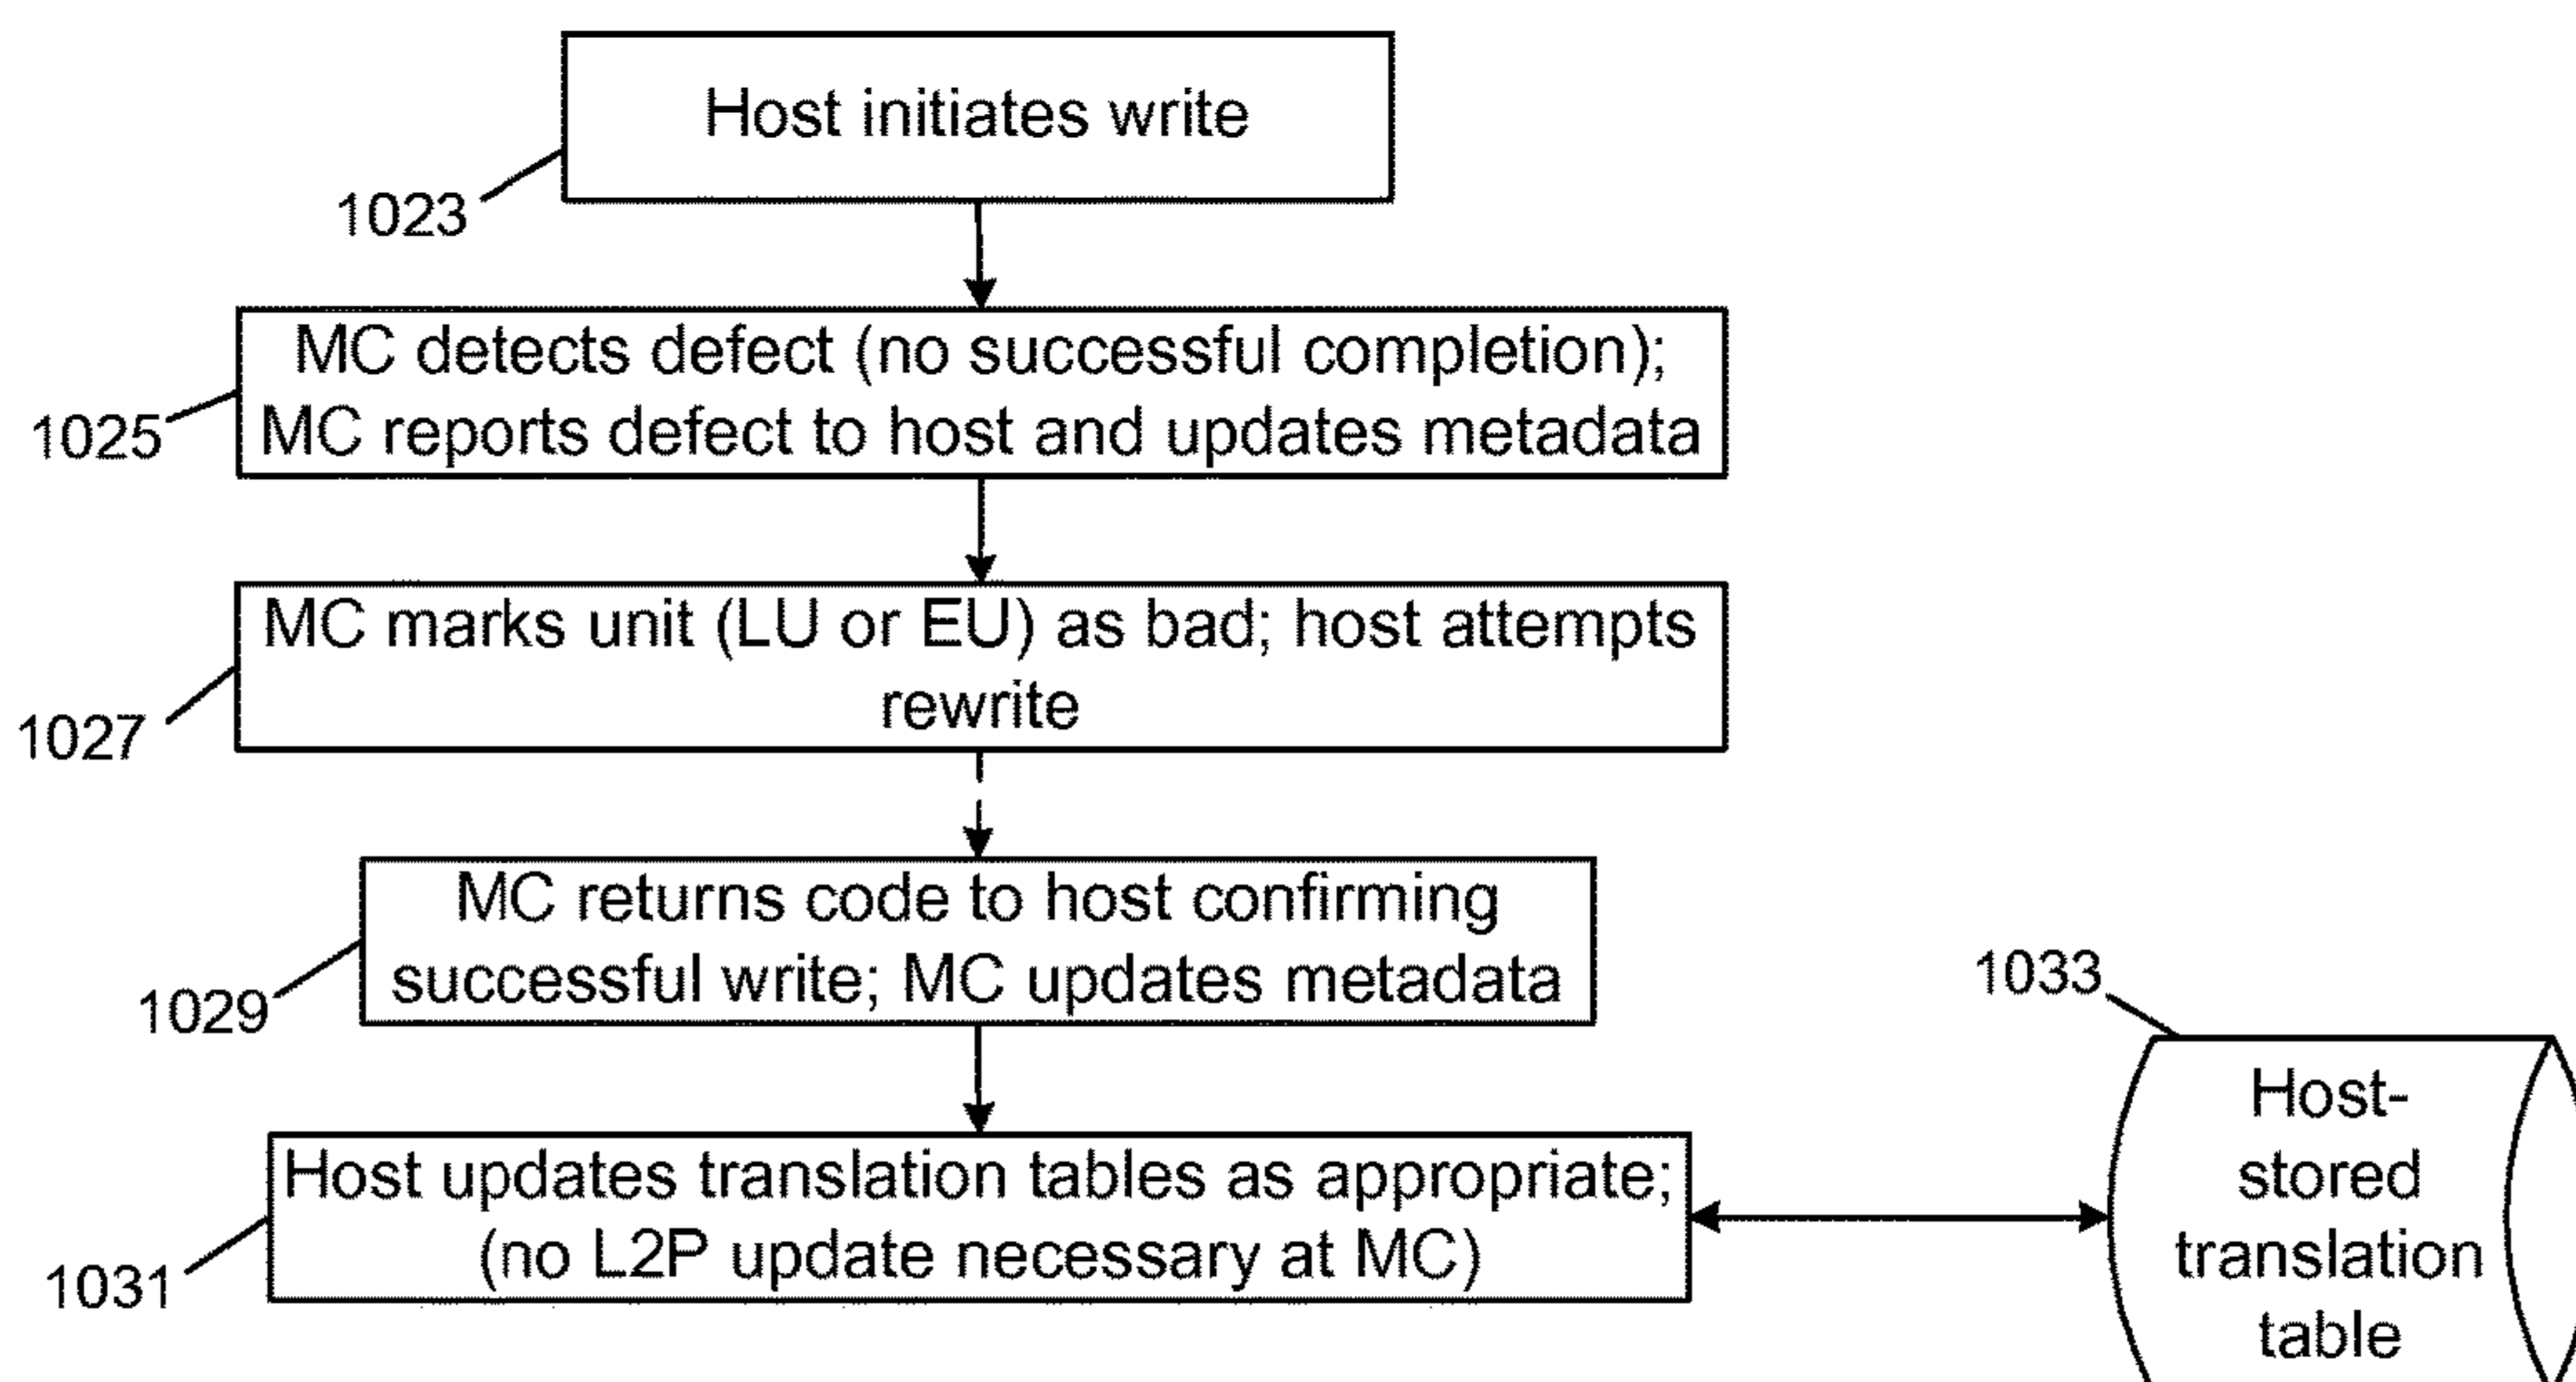 Host initiates write
1023
MC detects defect (no successful completion);
MC reports defect to host and updates metadata
1025
MC marks unit (LU or EU) as bad; host attempts
rewrite
1027
MC returns code to host confirming
successful write; MC updates metadata
1029
1033
Host-
stored
translation
table
Host updates translation tables as appropriate;
(no L2P update necessary at MC)
1031